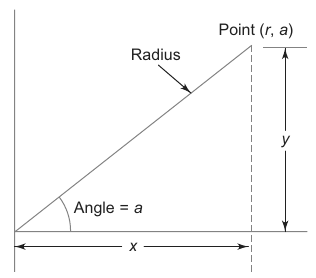 Point (r, a)
Radius
y
Angle = a
x